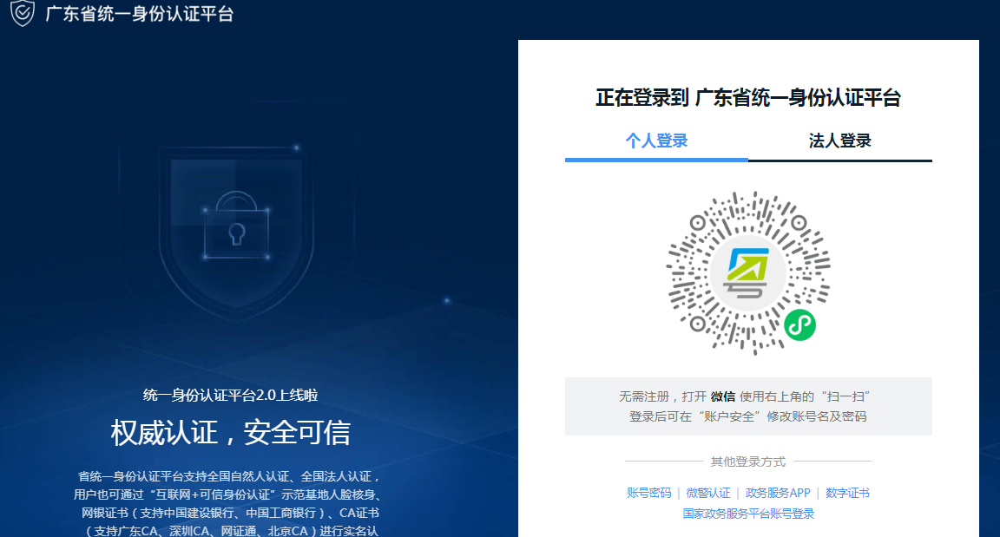 广东省统一身份认证平台
正在登录到 广东省统一身份认证平台
个人登录 法人登录
无需注册，打开 微信 使用右上角的“扫一扫”
登录后可在“账户安全”修改账号名及密码
其他登录方式
账号密码 | 微警认证 | 政务服务APP | 数字证书
国家政务服务平台账号登录
统一身份认证平台2.0上线啦
权威认证，安全可信
省统一身份认证平台支持全国自然人认证、全国法人认证，
用户也可通过“互联网+可信身份认证”示范基地人脸核身、
网银证书（支持中国建设银行、中国工商银行）、CA证书
（支持广东CA、深圳CA、网证通、北京CA）进行实名认